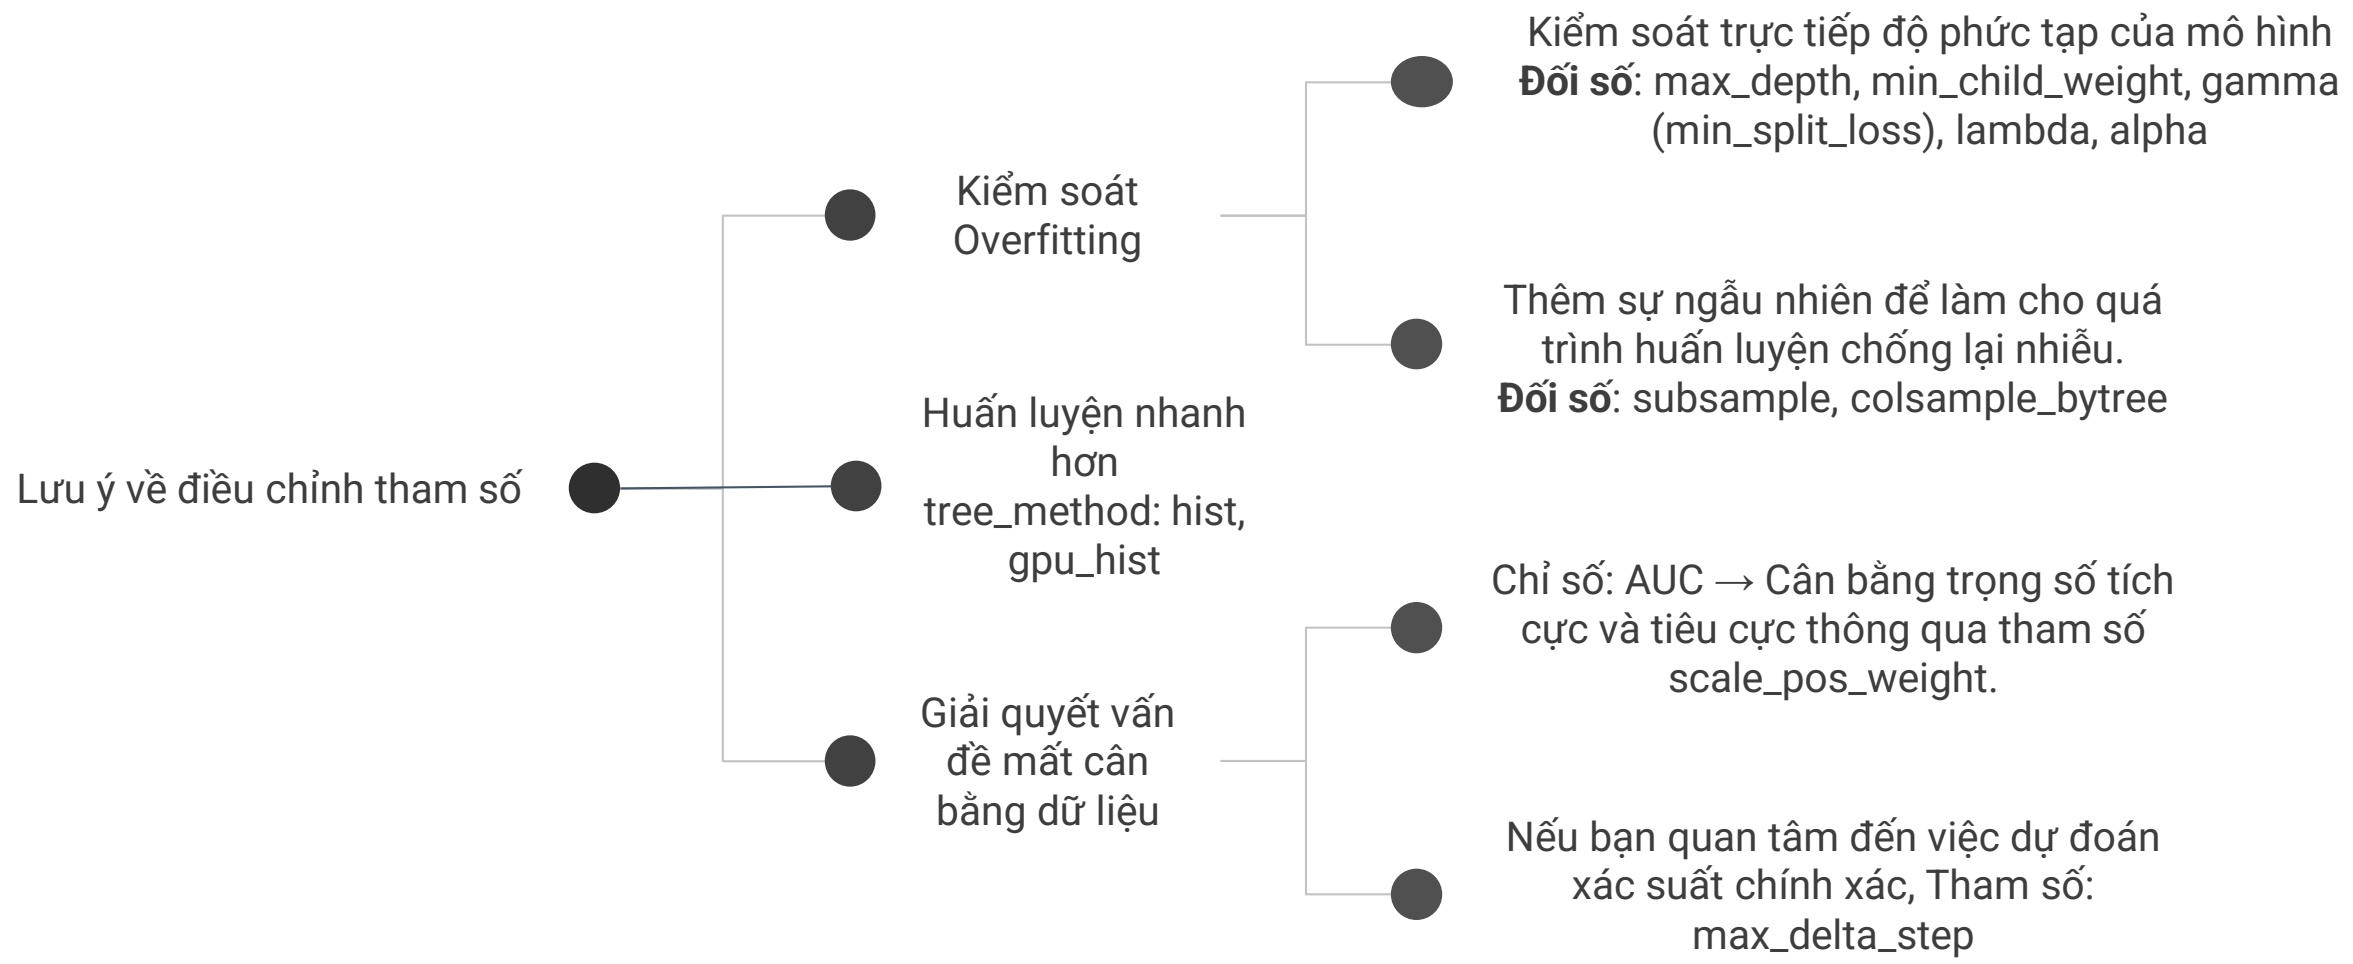 Lưu ý về điều chỉnh tham số
Kiểm soát
Overfitting
Kiểm soát trực tiếp độ phức tạp của mô hình
Đối số: max_depth, min_child_weight, gamma
(min_split_loss), lambda, alpha
Thêm sự ngẫu nhiên để làm cho quá
trình huấn luyện chống lại nhiễu.
Đối số: subsample, colsample_bytree
Huấn luyện nhanh
hơn
tree_method: hist,
gpu_hist
Giải quyết vấn
đề mất cân
bằng dữ liệu
Chỉ số: AUC → Cân bằng trọng số tích
cực và tiêu cực thông qua tham số
scale_pos_weight.
Nếu bạn quan tâm đến việc dự đoán
xác suất chính xác, Tham số:
max_delta_step